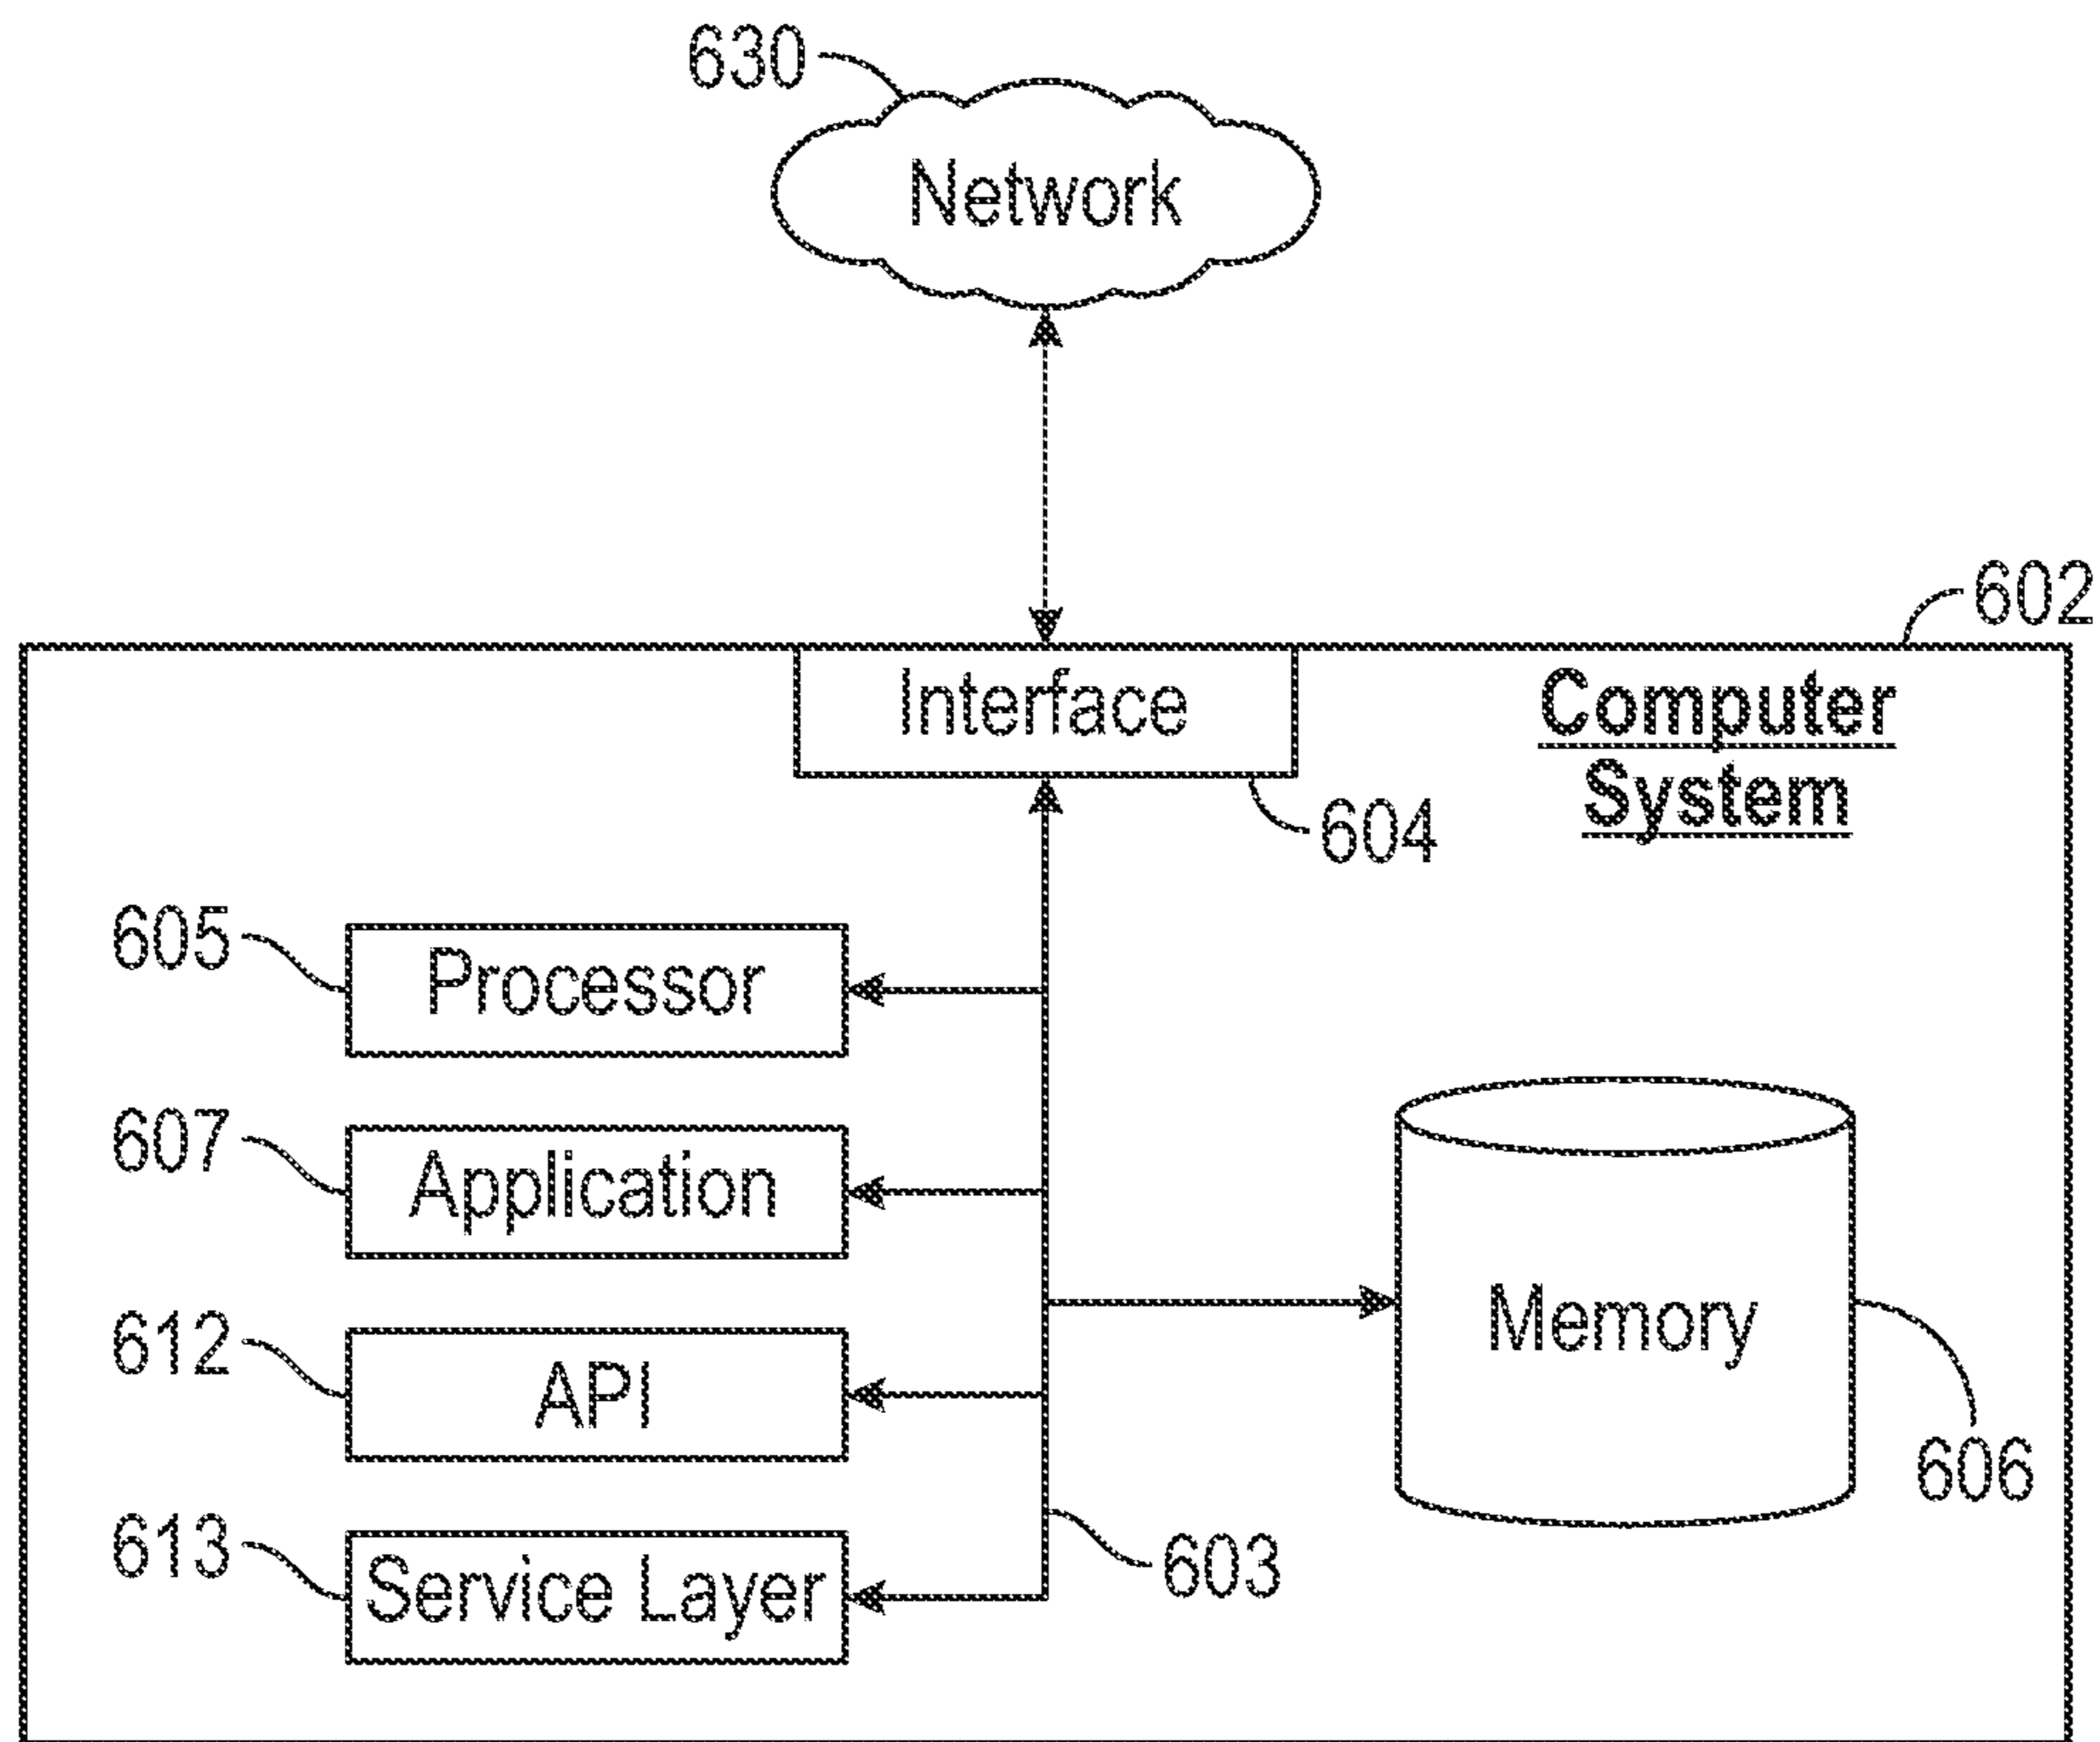 630
Network
602
Interface
Computer
System
604
605
Processor
607
Application
612
API
Memory
606
613
Service Layer
603